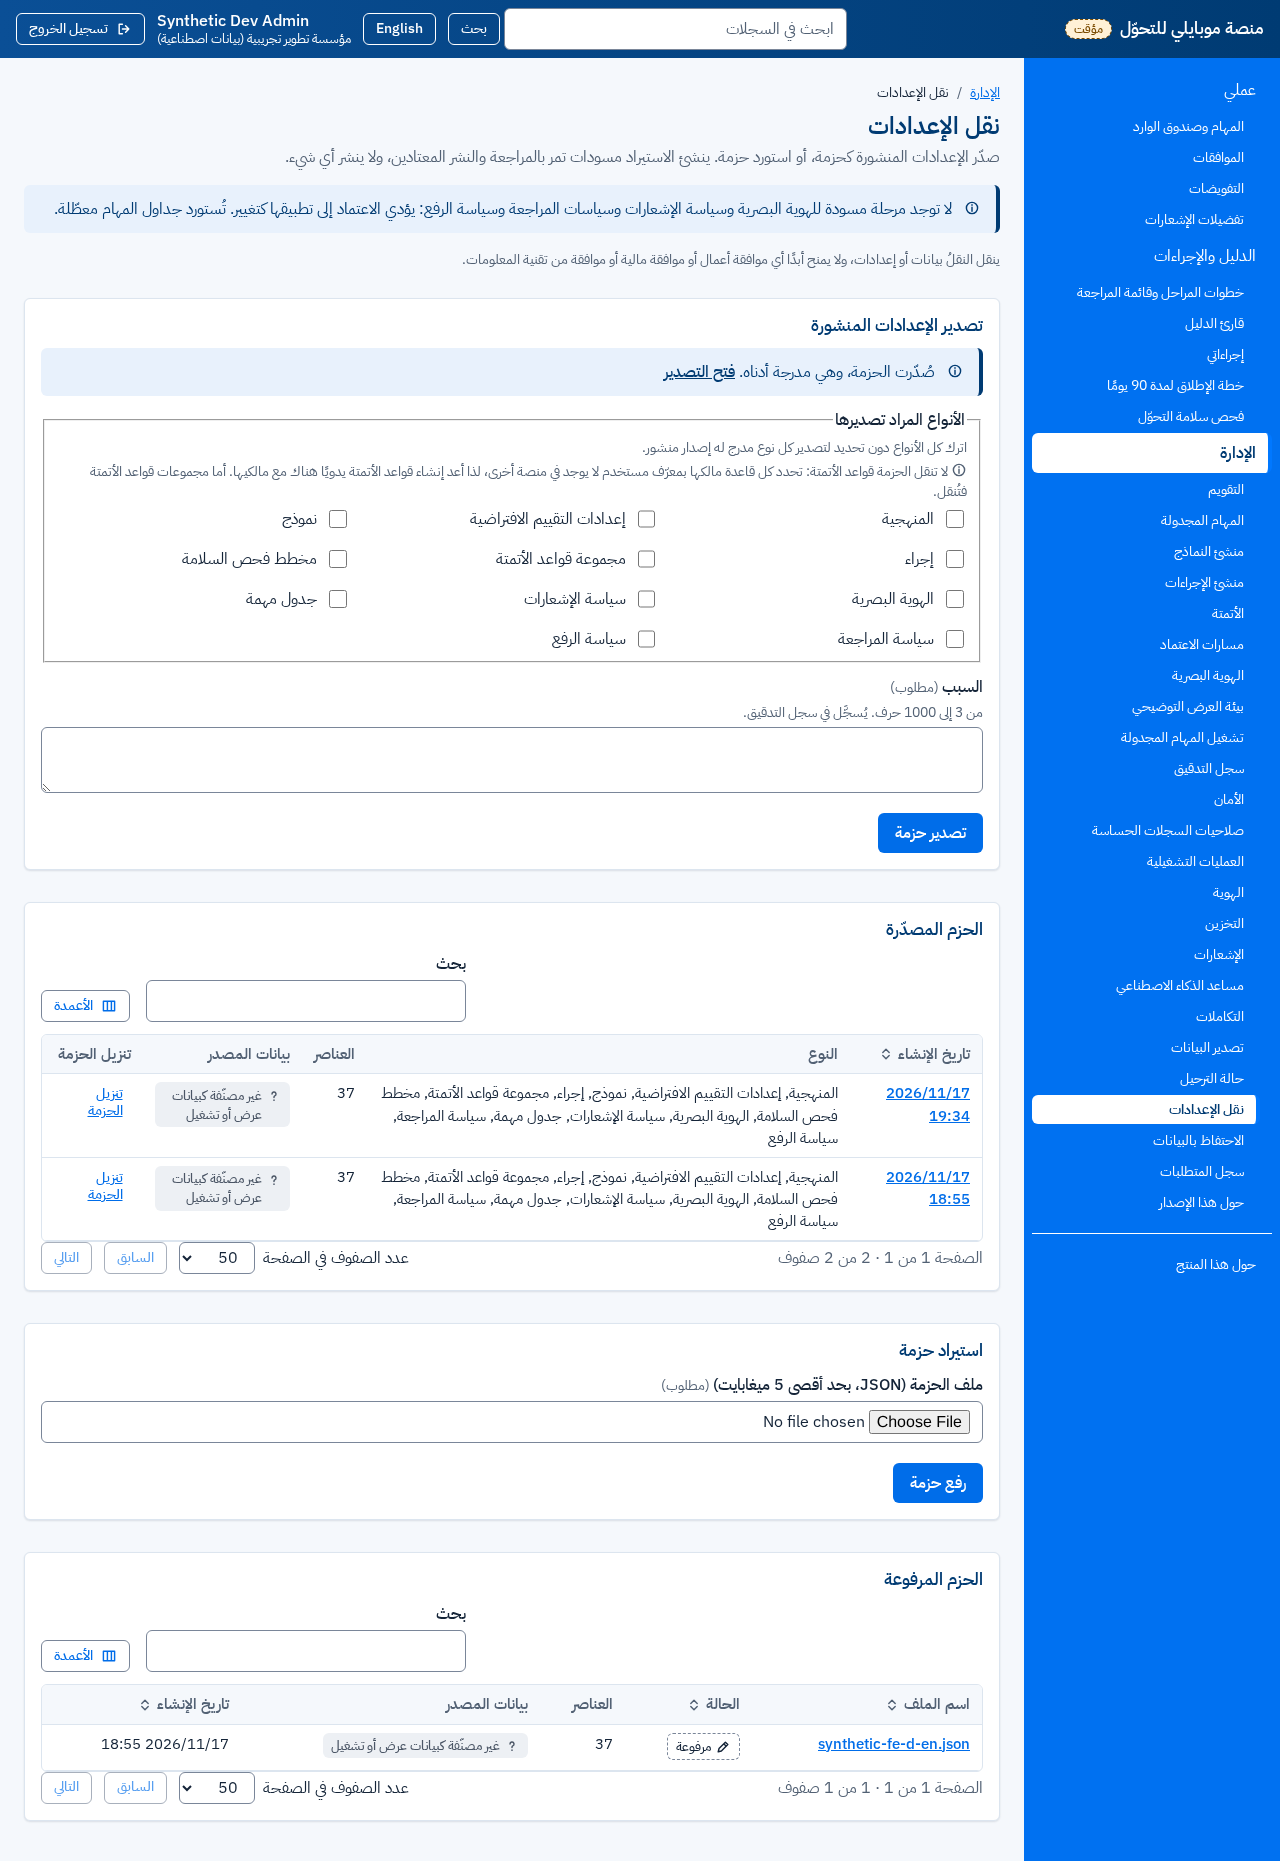 منصة موبايلي للتحوّل
مؤقت
ابحث في السجلات
بحث
English
Synthetic Dev Admin
مؤسسة تطوير تجريبية (بيانات اصطناعية)
تسجيل الخروج
عملي
المهام وصندوق الوارد
الموافقات
التفويضات
تفضيلات الإشعارات
الدليل والإجراءات
خطوات المراحل وقائمة المراجعة
قارئ الدليل
إجراءاتي
خطة الإطلاق لمدة 90 يومًا
فحص سلامة التحوّل
الإدارة
التقويم
المهام المجدولة
منشئ النماذج
منشئ الإجراءات
الأتمتة
مسارات الاعتماد
الهوية البصرية
بيئة العرض التوضيحي
تشغيل المهام المجدولة
سجل التدقيق
الأمان
صلاحيات السجلات الحساسة
العمليات التشغيلية
الهوية
التخزين
الإشعارات
مساعد الذكاء الاصطناعي
التكاملات
تصدير البيانات
حالة الترحيل
نقل الإعدادات
الاحتفاظ بالبيانات
سجل المتطلبات
حول هذا الإصدار
حول هذا المنتج
الإدارة / نقل الإعدادات
نقل الإعدادات
صدّر الإعدادات المنشورة كحزمة، أو استورد حزمة. ينشئ الاستيراد مسودات تمر بالمراجعة والنشر المعتادين، ولا ينشر أي شيء.
لا توجد مرحلة مسودة للهوية البصرية وسياسة الإشعارات وسياسات المراجعة وسياسة الرفع: يؤدي الاعتماد إلى تطبيقها كتغيير. تُستورد جداول المهام معطّلة.
ينقل النقلُ بيانات أو إعدادات، ولا يمنح أبدًا أي موافقة أعمال أو موافقة مالية أو موافقة من تقنية المعلومات.
تصدير الإعدادات المنشورة
صُدّرت الحزمة، وهي مدرجة أدناه. فتح التصدير
الأنواع المراد تصديرها
اترك كل الأنواع دون تحديد لتصدير كل نوع مدرج له إصدار منشور.
لا تنقل الحزمة قواعد الأتمتة: تحدد كل قاعدة مالكها بمعرّف مستخدم لا يوجد في منصة أخرى، لذا أعد إنشاء قواعد الأتمتة يدويًا هناك مع مالكيها. أما مجموعات قواعد الأتمتة
فتُنقل.
المنهجية
إعدادات التقييم الافتراضية
نموذج
إجراء
مجموعة قواعد الأتمتة
مخطط فحص السلامة
الهوية البصرية
سياسة الإشعارات
جدول مهمة
سياسة المراجعة
سياسة الرفع
السبب (مطلوب)
من 3 إلى 1000 حرف. يُسجَّل في سجل التدقيق.
تصدير حزمة
الحزم المصدّرة
بحث
الأعمدة
تاريخ الإنشاء
النوع
العناصر
بيانات المصدر
تنزيل الحزمة
2026/11/17
19:34
المنهجية, إعدادات التقييم الافتراضية, نموذج, إجراء, مجموعة قواعد الأتمتة, مخطط
فحص السلامة, الهوية البصرية, سياسة الإشعارات, جدول مهمة, سياسة المراجعة,
سياسة الرفع
37
? غير مصنّفة كبيانات
عرض أو تشغيل
تنزيل
الحزمة
2026/11/17
18:55
المنهجية, إعدادات التقييم الافتراضية, نموذج, إجراء, مجموعة قواعد الأتمتة, مخطط
فحص السلامة, الهوية البصرية, سياسة الإشعارات, جدول مهمة, سياسة المراجعة,
سياسة الرفع
37
? غير مصنّفة كبيانات
عرض أو تشغيل
تنزيل
الحزمة
الصفحة 1 من 1 · 2 من 2 صفوف
عدد الصفوف في الصفحة
50
السابق
التالي
استيراد حزمة
ملف الحزمة (JSON، بحد أقصى 5 ميغابايت) (مطلوب)
Choose File No file chosen
رفع حزمة
الحزم المرفوعة
بحث
الأعمدة
اسم الملف
الحالة
العناصر
بيانات المصدر
تاريخ الإنشاء
synthetic-fe-d-en.json
مرفوعة
37
? غير مصنّفة كبيانات عرض أو تشغيل
2026/11/17 18:55
الصفحة 1 من 1 · 1 من 1 صفوف
عدد الصفوف في الصفحة
50
السابق
التالي